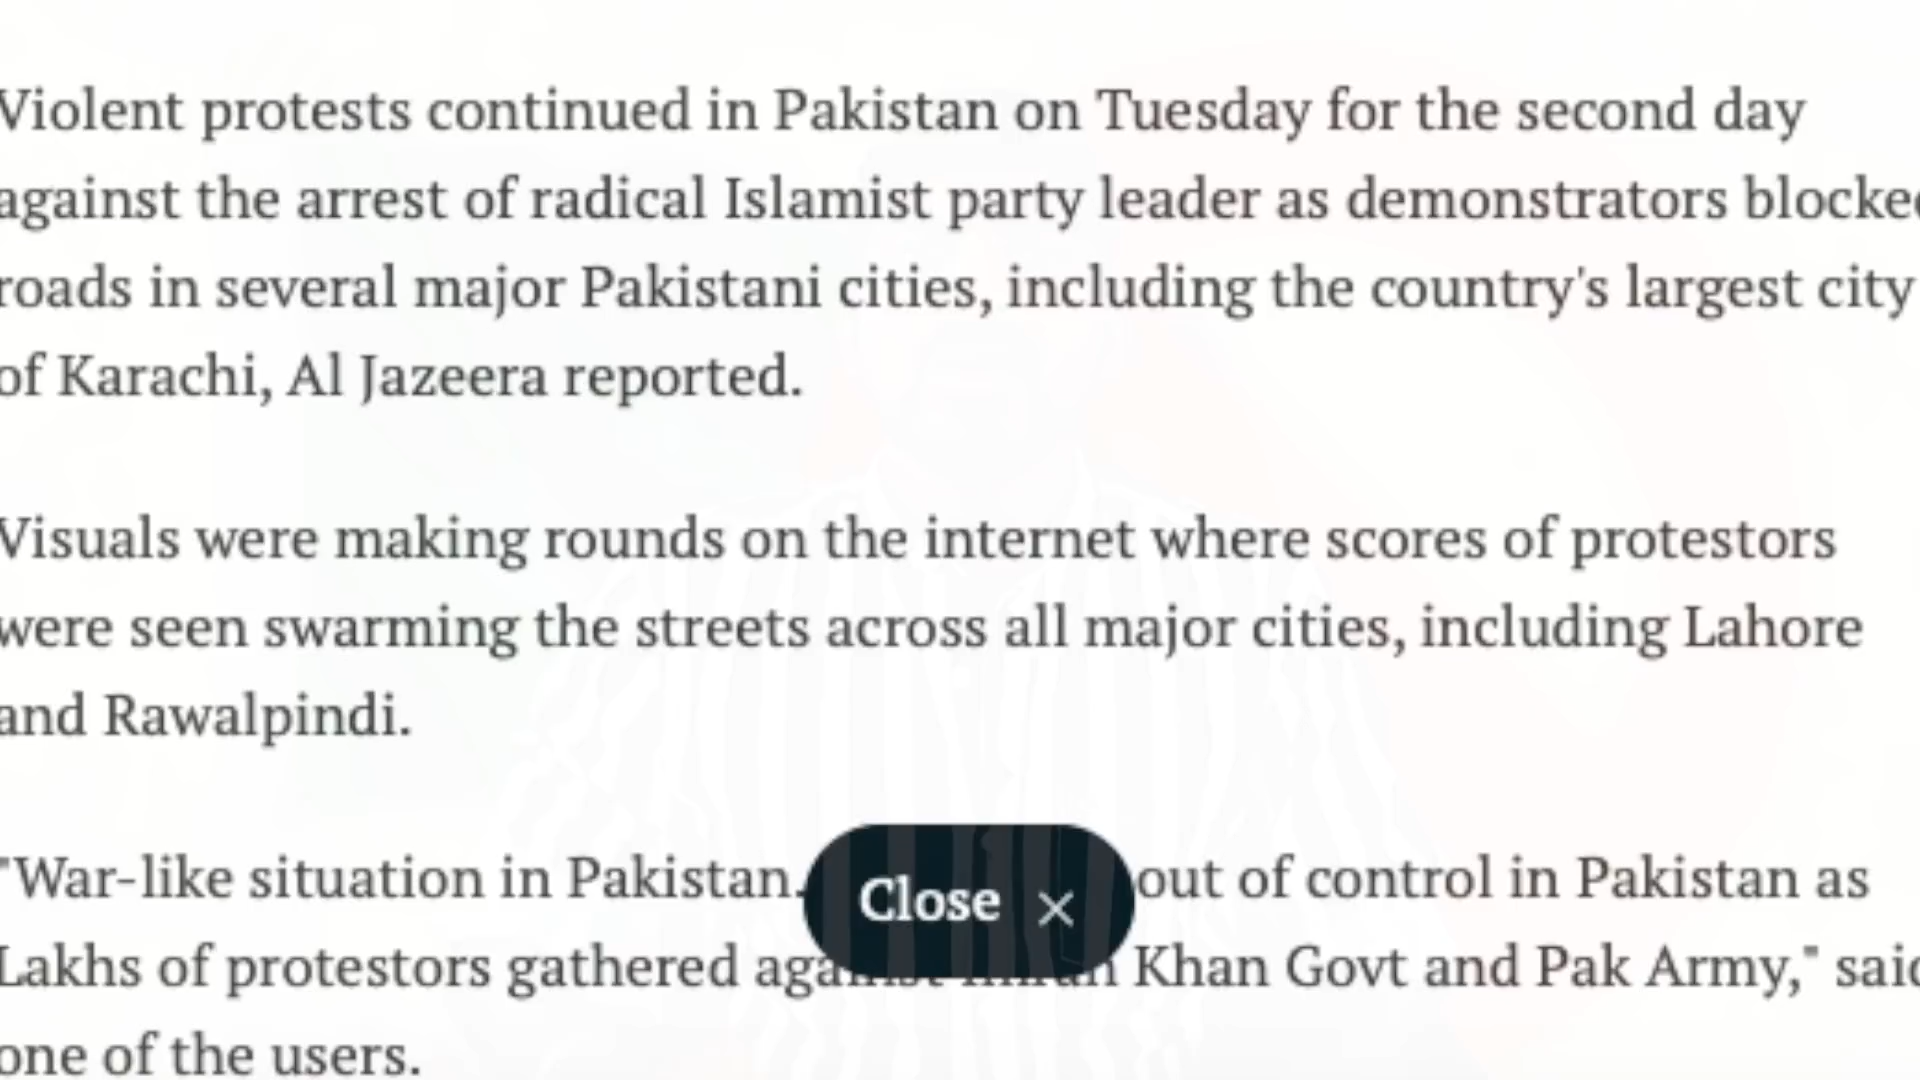 Violent protests continued in Pakistan on Tuesday for the second day
against the arrest of radical Islamist party leader as demonstrators blocked
roads in several major Pakistani cities, including the country's largest city
of Karachi, Al Jazeera reported.
Visuals were making rounds on the internet where scores of protestors
were seen swarming the streets across all major cities, including Lahore
and Rawalpindi.
"War-like situation in Pakistan. out of control in Pakistan as
Close ×
Lakhs of protestors gathered against Imran Khan Govt and Pak Army," said
one of the users.